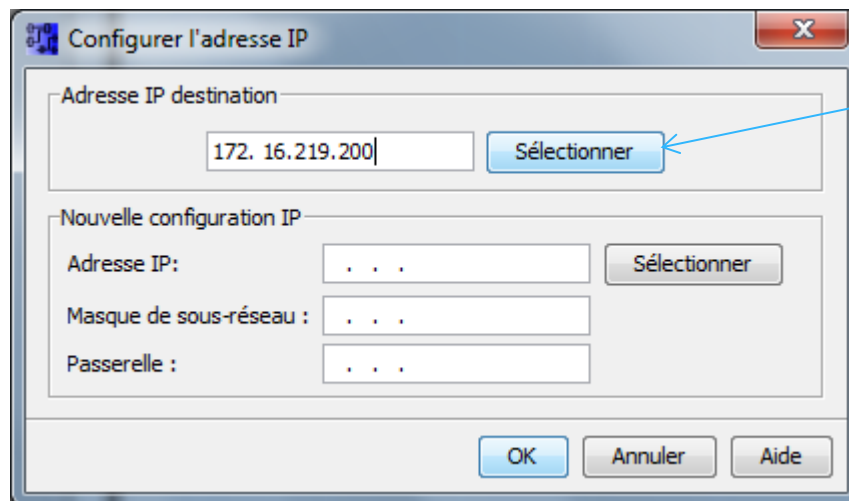 Configurer l'adresse IP
Adresse IP destination
172. 16.219.200 Sélectionner
Nouvelle configuration IP
Adresse IP: . . . Sélectionner
Masque de sous-réseau : . . .
Passerelle : . . .
OK Annuler Aide